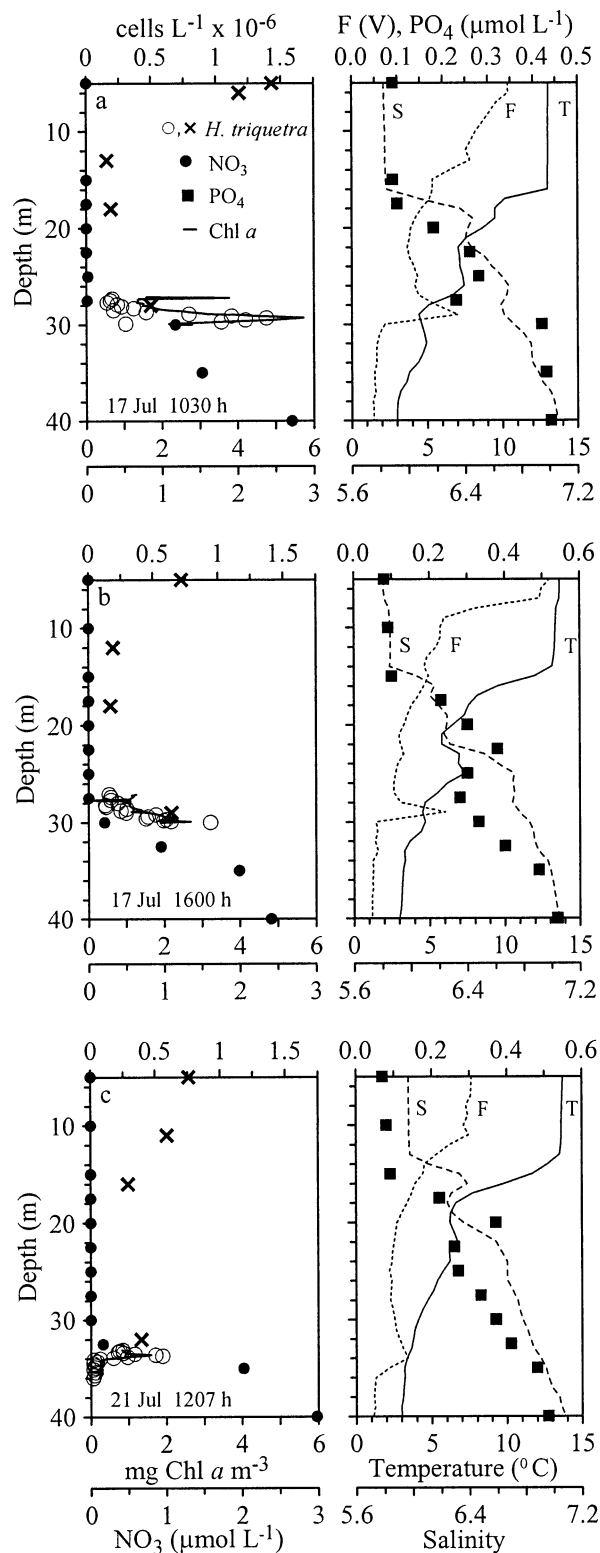 cells L-1 x 10-6
F (V), PO4 (µmol L-1)
0 0.5 1 1.5
0.0 0.1 0.2 0.3 0.4 0.5
a
S F T
○,× H. triquetra
● NO3
■ PO4
— Chl a
10
20
30
40
Depth (m)
17 Jul 1030 h
0 2 4 6
0 5 10 15
0 1 2 3
5.6 6.4 7.2
0 0.5 1 1.5
0.0 0.2 0.4 0.6
b
S F T
10
20
30
40
Depth (m)
17 Jul 1600 h
0 2 4 6
0 5 10 15
0 1 2 3
5.6 6.4 7.2
0 0.5 1 1.5
0.0 0.2 0.4 0.6
c
S F T
10
20
30
40
Depth (m)
21 Jul 1207 h
0 2 4 6
0 5 10 15
mg Chl a m-3
Temperature (0 C)
0 1 2 3
5.6 6.4 7.2
NO3 (µmol L-1)
Salinity